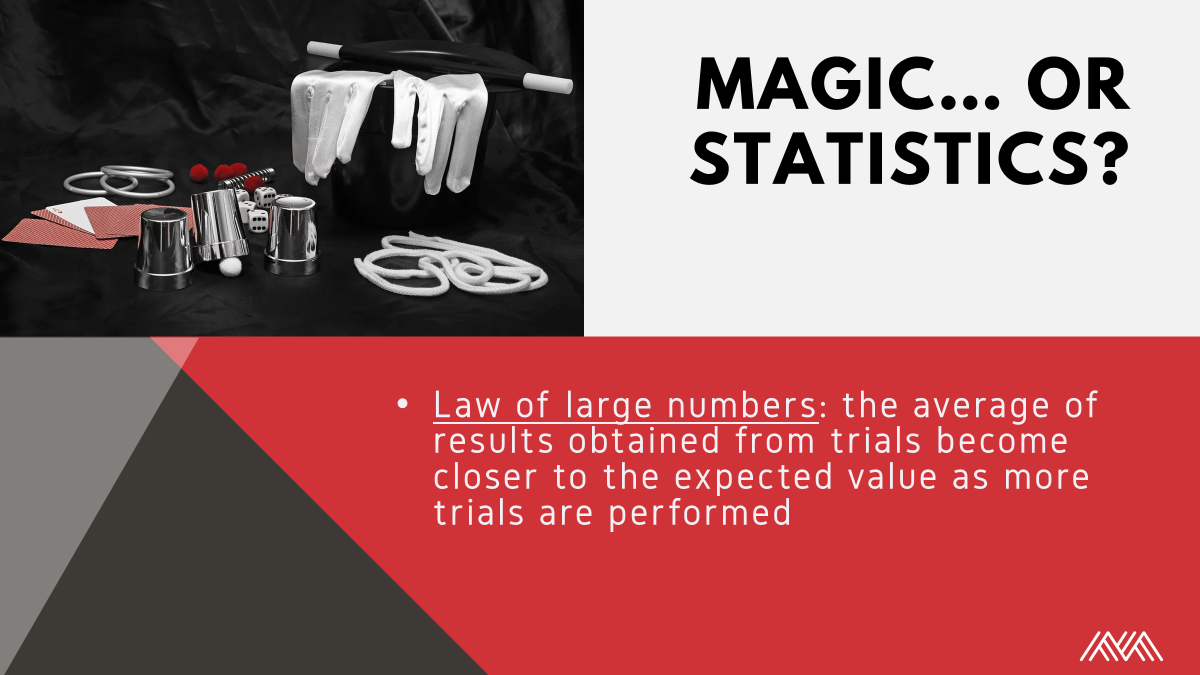 MAGIC... OR
STATISTICS?
• Law of large numbers: the average of
results obtained from trials become
closer to the expected value as more
trials are performed